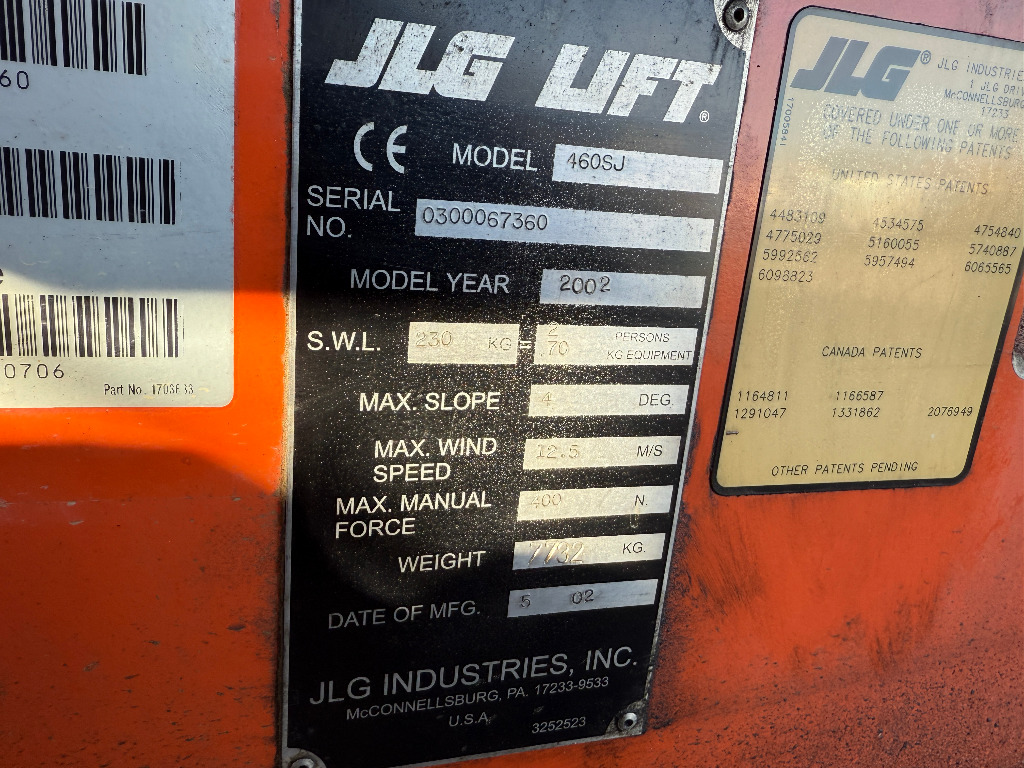 60
0706
Part No. 1703633
JLG LIFT®
CE MODEL 460SJ
SERIAL NO. 0300067360
MODEL YEAR 2002
S.W.L. 230 KG = 2 PERSONS
70 KG EQUIPMENT
MAX. SLOPE 4 DEG.
MAX. WIND
SPEED 12.5 M/S
MAX. MANUAL
FORCE 400 N.
WEIGHT 7732 KG.
DATE OF MFG. 5 02
JLG INDUSTRIES, INC.
McCONNELLSBURG, PA. 17233-9533
U.S.A.
3252523
JLG® JLG INDUSTRIE
1 JLG DRI
McCONNELLSBURG
17233
COVERED UNDER ONE OR MORE
OF THE FOLLOWING PATENTS
UNITED STATES PATENTS
4483109 4534575 4754840
4775029 5160055 5740887
5992562 5957494 6065565
6098823
CANADA PATENTS
1164811 1166587
1291047 1331862 2076949
OTHER PATENTS PENDING